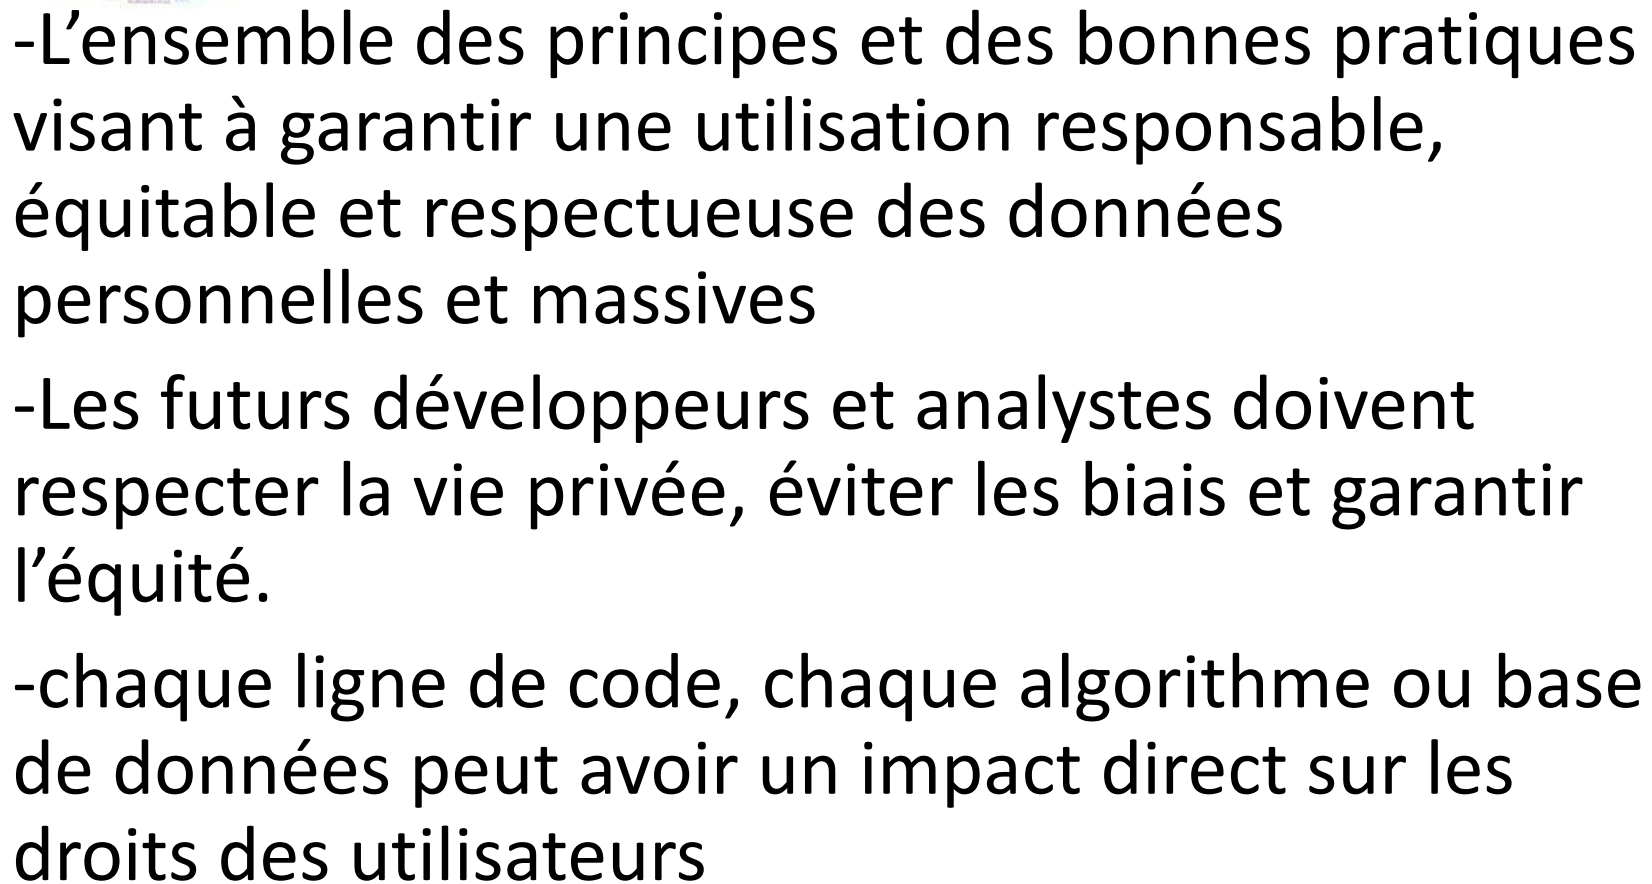 -L’ensemble des principes et des bonnes pratiques
visant à garantir une utilisation responsable,
équitable et respectueuse des données
personnelles et massives
-Les futurs développeurs et analystes doivent
respecter la vie privée, éviter les biais et garantir
l’équité.
-chaque ligne de code, chaque algorithme ou base
de données peut avoir un impact direct sur les
droits des utilisateurs